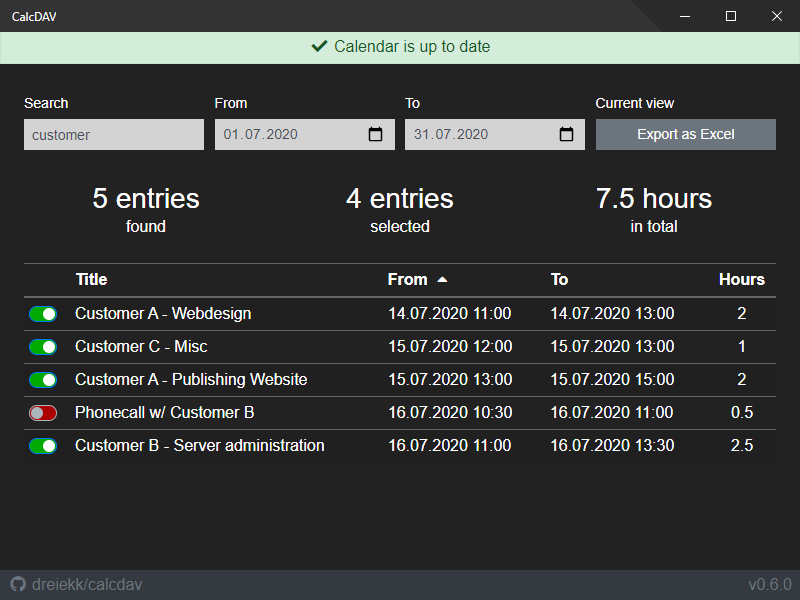 CalcDAV
Calendar is up to date
Search From To Current view
customer 01.07.2020 31.07.2020 Export as Excel
5 entries 4 entries 7.5 hours
found selected in total
Title From To Hours
Customer A - Webdesign 14.07.2020 11:00 14.07.2020 13:00 2
Customer C - Misc 15.07.2020 12:00 15.07.2020 13:00 1
Customer A - Publishing Website 15.07.2020 13:00 15.07.2020 15:00 2
Phonecall w/ Customer B 16.07.2020 10:30 16.07.2020 11:00 0.5
Customer B - Server administration 16.07.2020 11:00 16.07.2020 13:30 2.5
dreiekk/calcdav v0.6.0